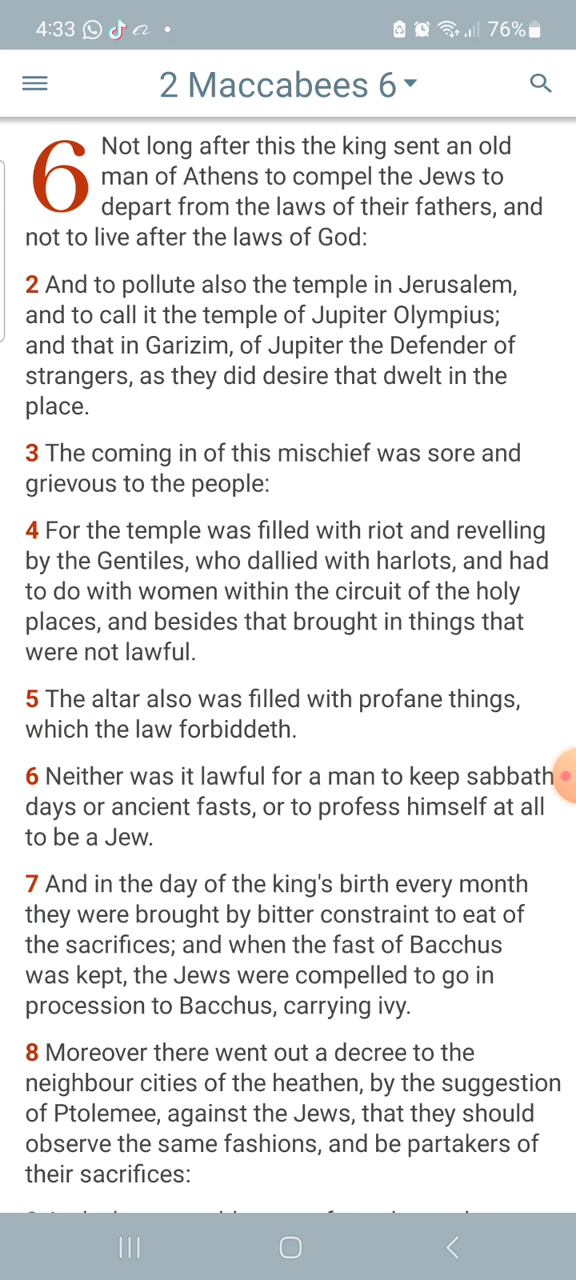 4:33
76%
2 Maccabees 6
6 Not long after this the king sent an old
man of Athens to compel the Jews to
depart from the laws of their fathers, and
not to live after the laws of God:
2 And to pollute also the temple in Jerusalem,
and to call it the temple of Jupiter Olympius;
and that in Garizim, of Jupiter the Defender of
strangers, as they did desire that dwelt in the
place.
3 The coming in of this mischief was sore and
grievous to the people:
4 For the temple was filled with riot and revelling
by the Gentiles, who dallied with harlots, and had
to do with women within the circuit of the holy
places, and besides that brought in things that
were not lawful.
5 The altar also was filled with profane things,
which the law forbiddeth.
6 Neither was it lawful for a man to keep sabbath
days or ancient fasts, or to profess himself at all
to be a Jew.
7 And in the day of the king's birth every month
they were brought by bitter constraint to eat of
the sacrifices; and when the fast of Bacchus
was kept, the Jews were compelled to go in
procession to Bacchus, carrying ivy.
8 Moreover there went out a decree to the
neighbour cities of the heathen, by the suggestion
of Ptolemee, against the Jews, that they should
observe the same fashions, and be partakers of
their sacrifices: